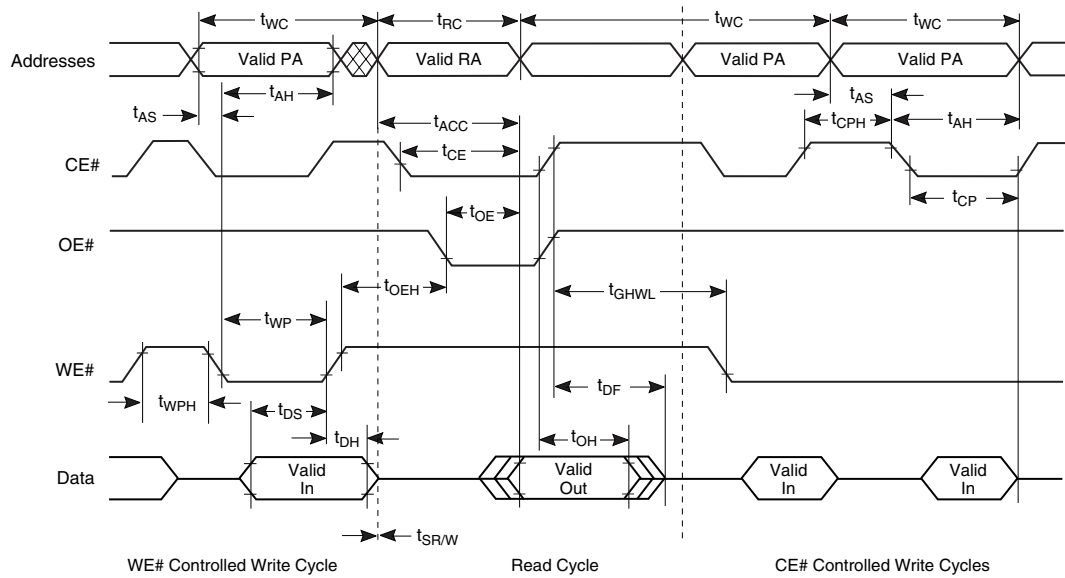 tWC tRC tWC tWC
Addresses Valid PA Valid RA Valid PA Valid PA
tAS tAH tAS
tACC tCPH tAH
CE# tCE
tOE tCP
OE#
tOEH tGHWL
tWP
WE#
tWPH tDS tDF
tDH tOH
Data Valid In Valid Out Valid In Valid In
tSR/W
WE# Controlled Write Cycle Read Cycle CE# Controlled Write Cycles